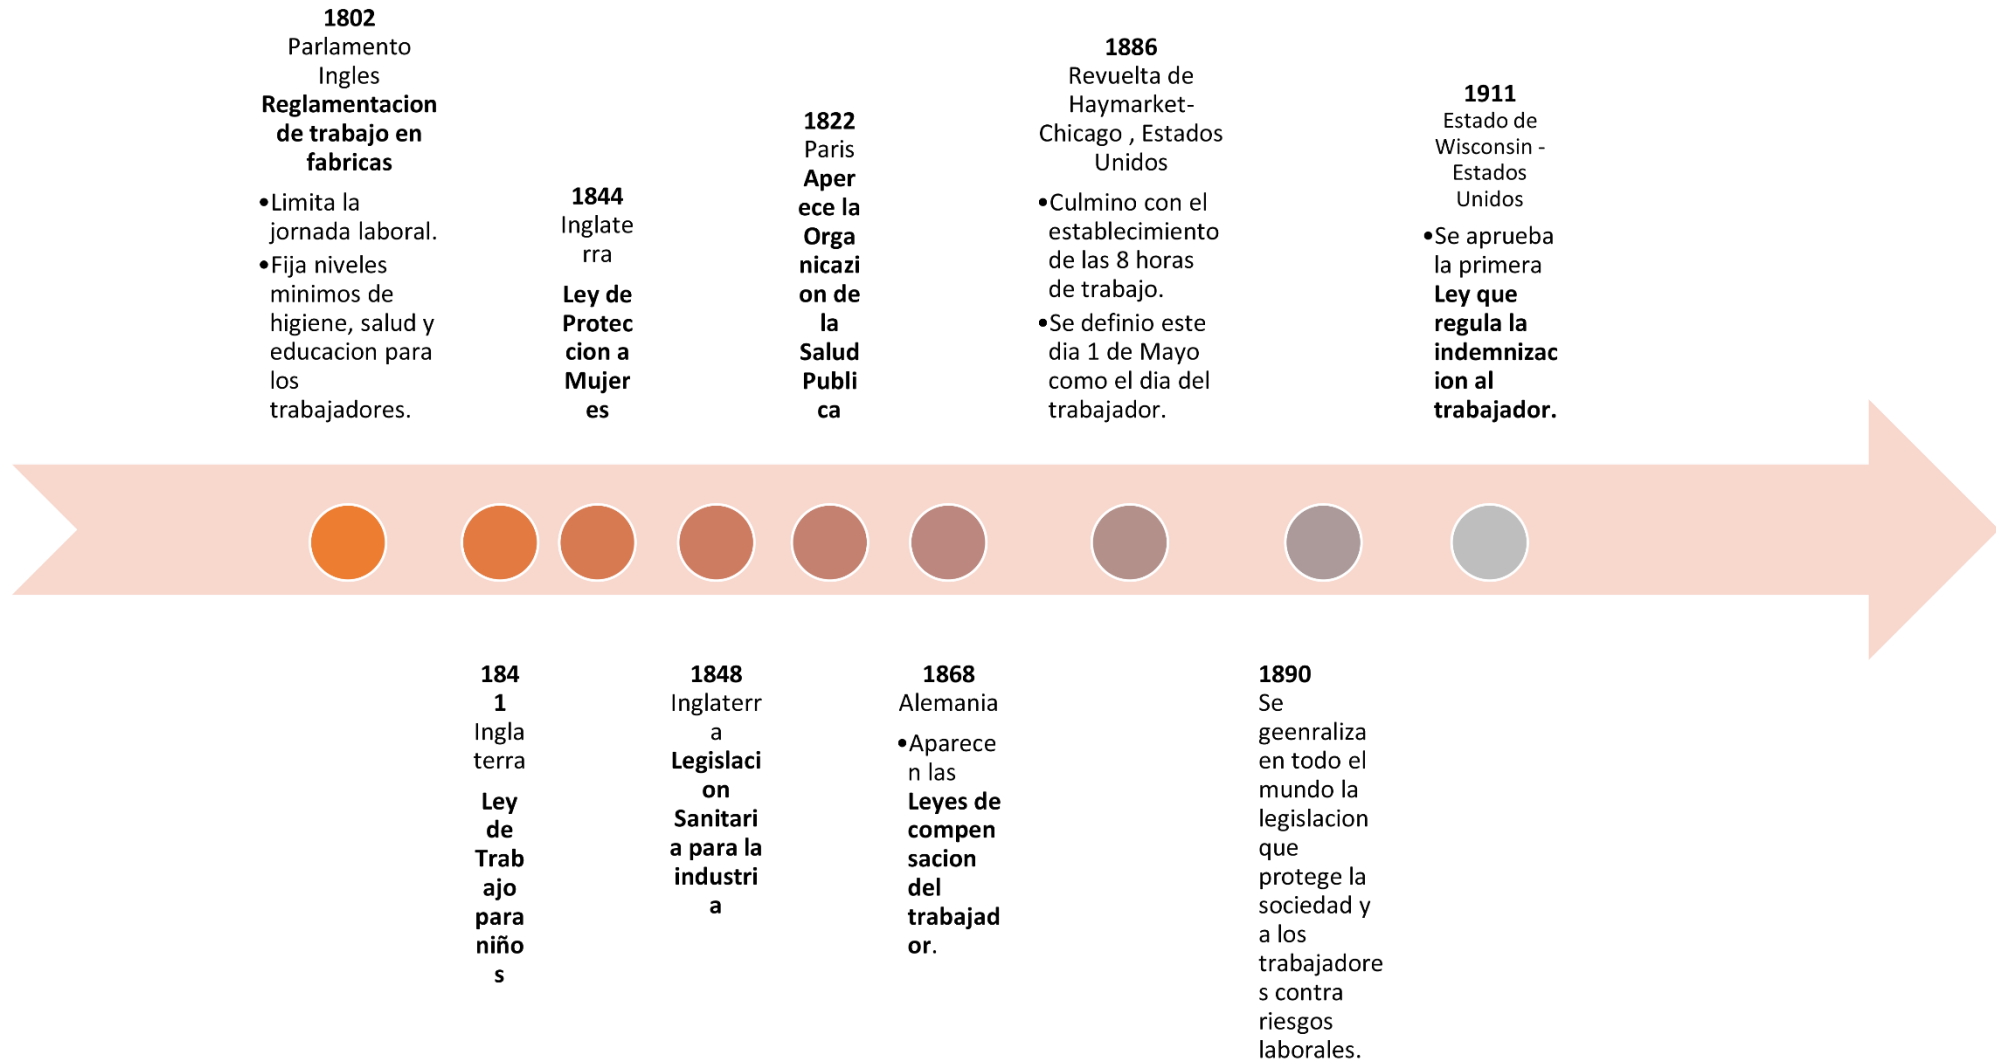 1802
Parlamento
Ingles
Reglamentacion
de trabajo en
fabricas
•Limita la
jornada laboral.
•Fija niveles
minimos de
higiene, salud y
educacion para
los
trabajadores.
184
1
Ingla
terra
Ley
de
Trab
ajo
para
niño
s
1844
Inglate
rra
Ley de
Protec
cion a
Mujer
es
1848
Inglaterr
a
Legislaci
on
Sanitari
a para la
industri
a
1822
Paris
Aper
ece la
Orga
nicazi
on de
la
Salud
Publi
ca
1868
Alemania
•Aparece
n las
Leyes de
compen
sacion
del
trabajad
or.
1886
Revuelta de
Haymarket-
Chicago , Estados
Unidos
•Culmino con el
establecimiento
de las 8 horas
de trabajo.
•Se definio este
dia 1 de Mayo
como el dia del
trabajador.
1890
Se
geenraliza
en todo el
mundo la
legislacion
que
protege la
sociedad y
a los
trabajadore
s contra
riesgos
laborales.
1911
Estado de
Wisconsin -
Estados
Unidos
•Se aprueba
la primera
Ley que
regula la
indemnizac
ion al
trabajador.